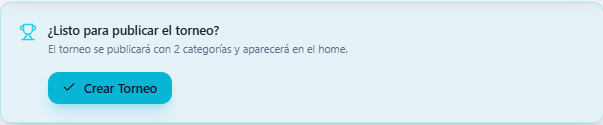 ¿Listo para publicar el torneo?
El torneo se publicará con 2 categorías y aparecerá en el home.
Crear Torneo